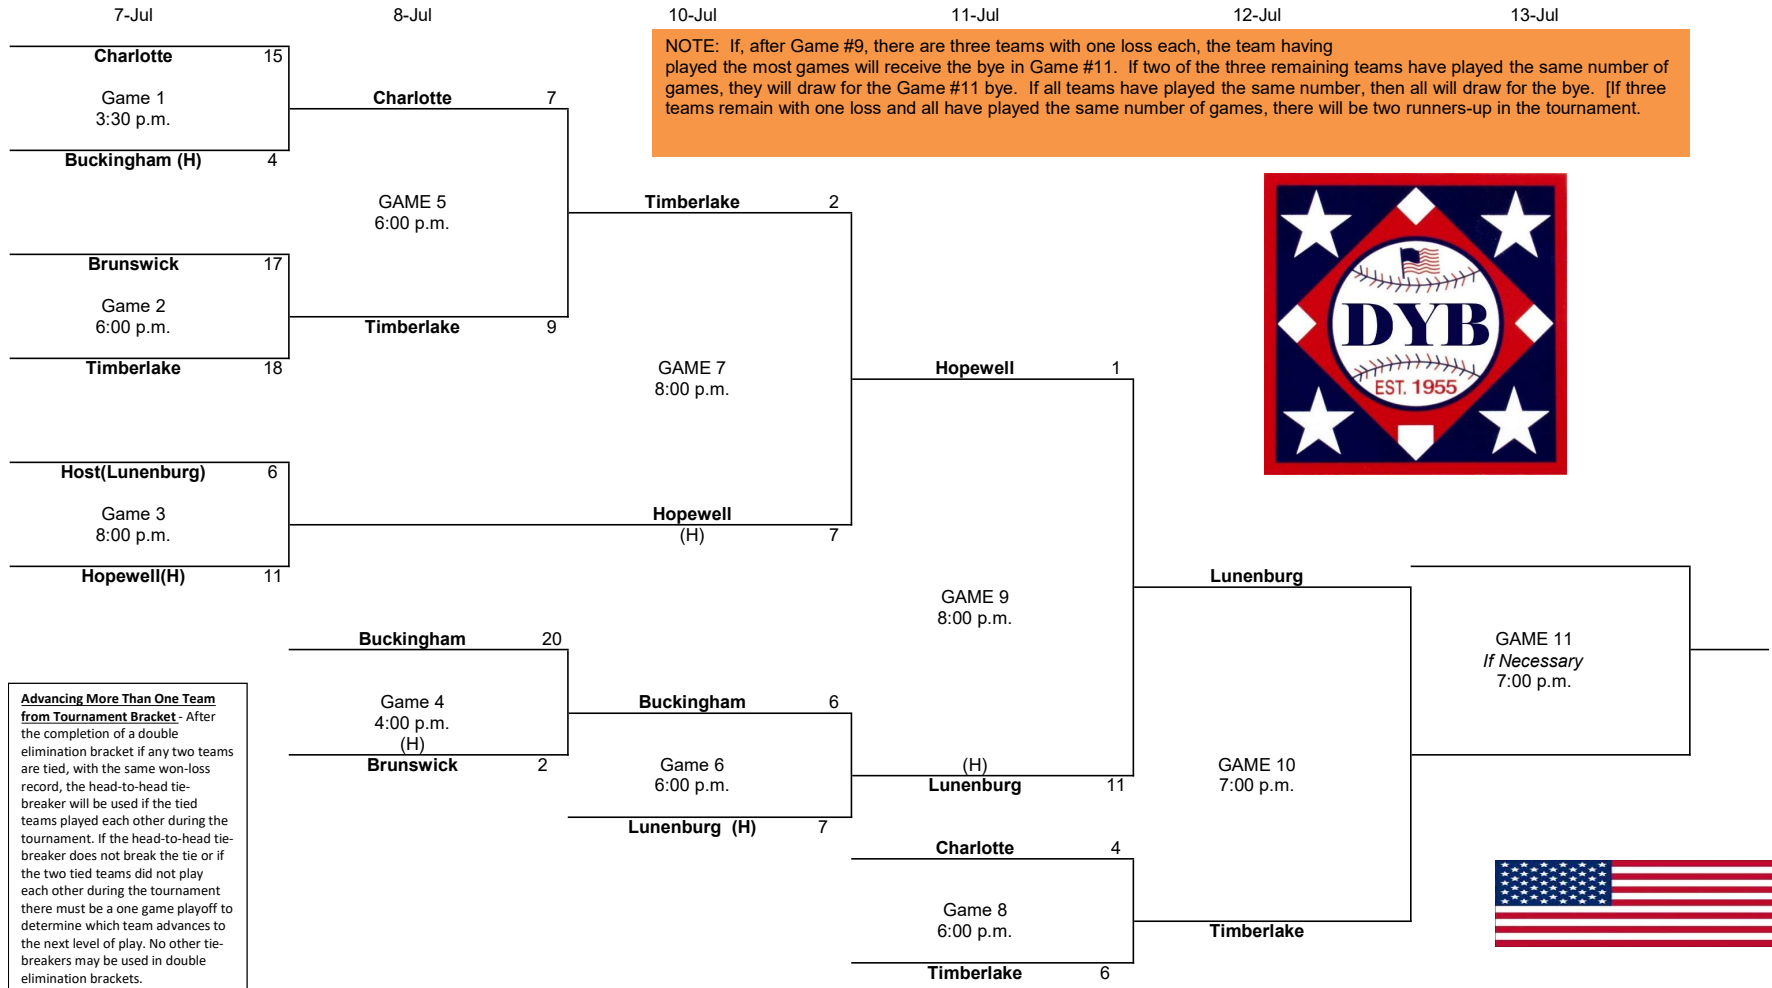 7-Jul 8-Jul 10-Jul 11-Jul 12-Jul 13-Jul
NOTE: If, after Game #9, there are three teams with one loss each, the team having
played the most games will receive the bye in Game #11. If two of the three remaining teams have played the same number of
games, they will draw for the Game #11 bye. If all teams have played the same number, then all will draw for the bye. [If three
teams remain with one loss and all have played the same number of games, there will be two runners-up in the tournament.
Charlotte 15
Game 1
3:30 p.m.
Buckingham (H) 4
Brunswick 17
Game 2
6:00 p.m.
Timberlake 18
Host(Lunenburg) 6
Game 3
8:00 p.m.
Hopewell(H) 11
Charlotte 7
GAME 5
6:00 p.m.
Timberlake 9
Buckingham 20
Game 4
4:00 p.m.
(H)
Brunswick 2
Timberlake 2
GAME 7
8:00 p.m.
Hopewell
(H) 7
Buckingham 6
Game 6
6:00 p.m.
Lunenburg (H) 7
Hopewell 1
GAME 9
8:00 p.m.
(H)
Lunenburg 11
Charlotte 4
Game 8
6:00 p.m.
Timberlake 6
Lunenburg
GAME 10
7:00 p.m.
Timberlake
GAME 11
If Necessary
7:00 p.m.
DYB
EST. 1955
Advancing More Than One Team
from Tournament Bracket - After
the completion of a double
elimination bracket if any two teams
are tied, with the same won-loss
record, the head-to-head tie-
breaker will be used if the tied
teams played each other during the
tournament. If the head-to-head tie-
breaker does not break the tie or if
the two tied teams did not play
each other during the tournament
there must be a one game playoff to
determine which team advances to
the next level of play. No other tie-
breakers may be used in double
elimination brackets.